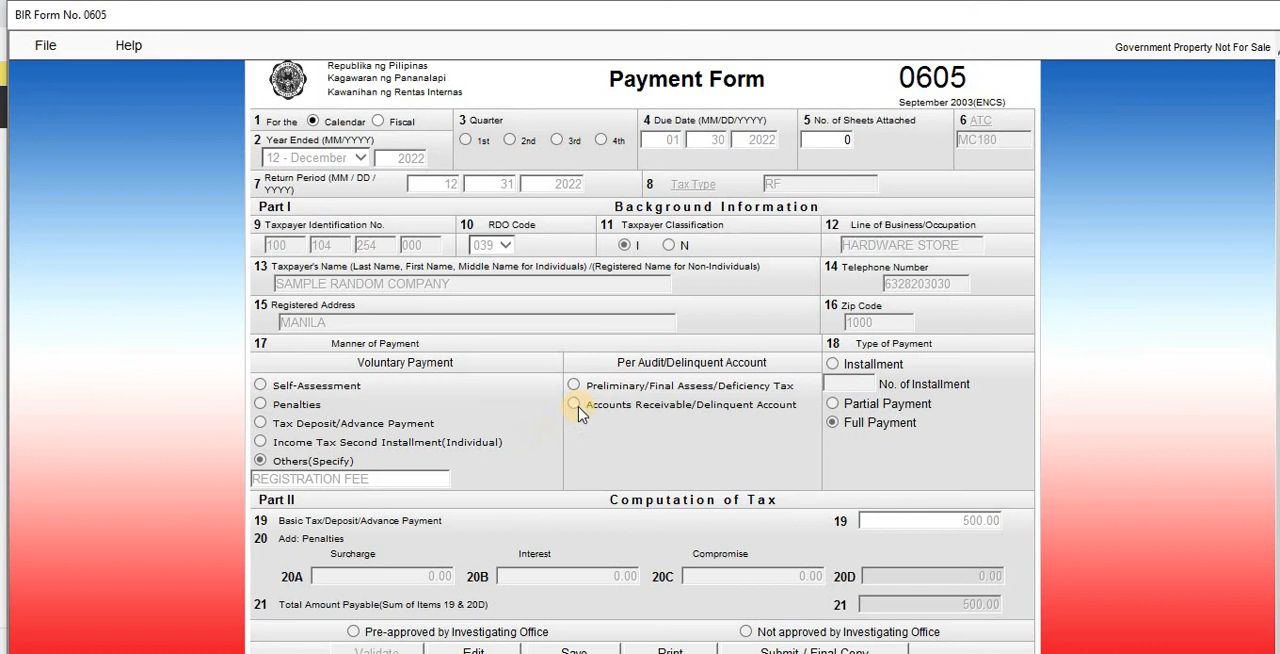 BIR Form No. 0605
File Help
Government Property Not For Sale
Republika ng Pilipinas
Kagawaran ng Pananalapi
Kawanihan ng Rentas Internas
Payment Form
0605
September 2003(ENCS)
1 For the Calendar Fiscal
2 Year Ended (MM/YYYY)
12 - December 2022
3 Quarter
1st 2nd 3rd 4th
4 Due Date (MM/DD/YYYY)
01 30 2022
5 No. of Sheets Attached
0
6 ATC
MC180
7 Return Period (MM / DD / YYYY)
12 31 2022
8 Tax Type RF
Part I Background Information
9 Taxpayer Identification No.
100 104 254 000
10 RDO Code
039
11 Taxpayer Classification
I N
12 Line of Business/Occupation
HARDWARE STORE
13 Taxpayer's Name (Last Name, First Name, Middle Name for Individuals) /(Registered Name for Non-Individuals)
SAMPLE RANDOM COMPANY
14 Telephone Number
6328203030
15 Registered Address
MANILA
16 Zip Code
1000
17 Manner of Payment
18 Type of Payment
Voluntary Payment
Per Audit/Delinquent Account
Self-Assessment
Penalties
Tax Deposit/Advance Payment
Income Tax Second Installment(Individual)
Others(Specify)
REGISTRATION FEE
Preliminary/Final Assess/Deficiency Tax
Accounts Receivable/Delinquent Account
Installment
No. of Installment
Partial Payment
Full Payment
Part II Computation of Tax
19 Basic Tax/Deposit/Advance Payment 19 500.00
20 Add: Penalties
Surcharge Interest Compromise
20A 0.00 20B 0.00 20C 0.00 20D 0.00
21 Total Amount Payable(Sum of Items 19 & 20D) 21 500.00
Pre-approved by Investigating Office Not approved by Investigating Office
Validate Edit Save Print Submit / Final Copy